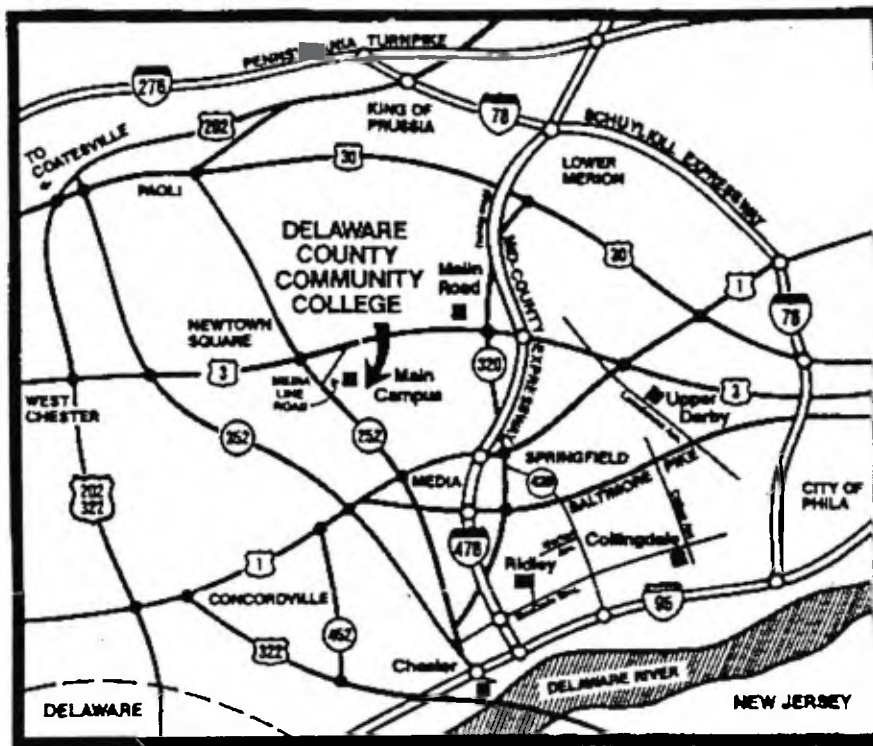 TURNPIKE
276
202
KING OF
PRUSSIA
76
SCHUYLKILL EXPRESSWAY
TO
COATESVILLE
30
LOWER
MERION
PAOLI
DELAWARE
COUNTY
COMMUNITY
COLLEGE
Malin
Road
MID-COUNTY EXPRESSWAY
30
1
76
NEWTOWN
SQUARE
3
MEDIA
LINE
ROAD
Main
Campus
320
3
Upper
Darby
WEST
CHESTER
352
252
SPRINGFIELD
MEDIA
BALTIMORE PIKE
CITY OF
PHILA
202
322
476
Collingdale
Ridley
1
CONCORDVILLE
452
322
95
Chester
DELAWARE RIVER
DELAWARE
NEW JERSEY